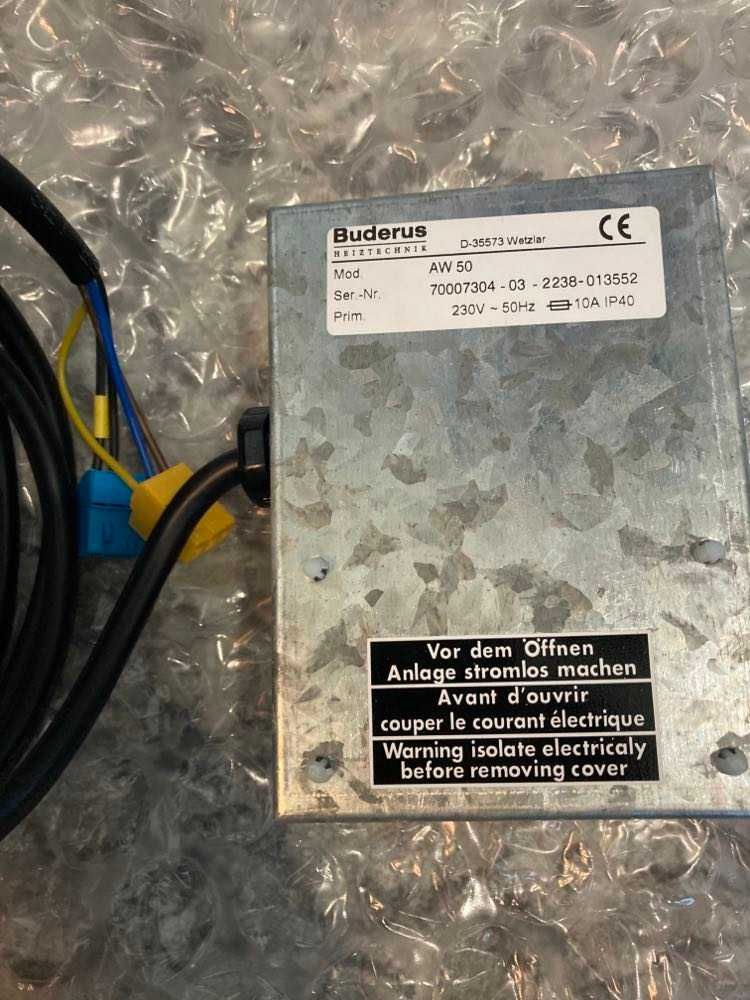 Buderus
HEIZTECHNIK
D-35573 Wetzlar
CE
Mod. AW 50
Ser.-Nr. 70007304 - 03 - 2238 - 013552
Prim. 230V ~ 50Hz 10A IP40
Vor dem Öffnen
Anlage stromlos machen
Avant d'ouvrir
couper le courant électrique
Warning isolate electricaly
before removing cover